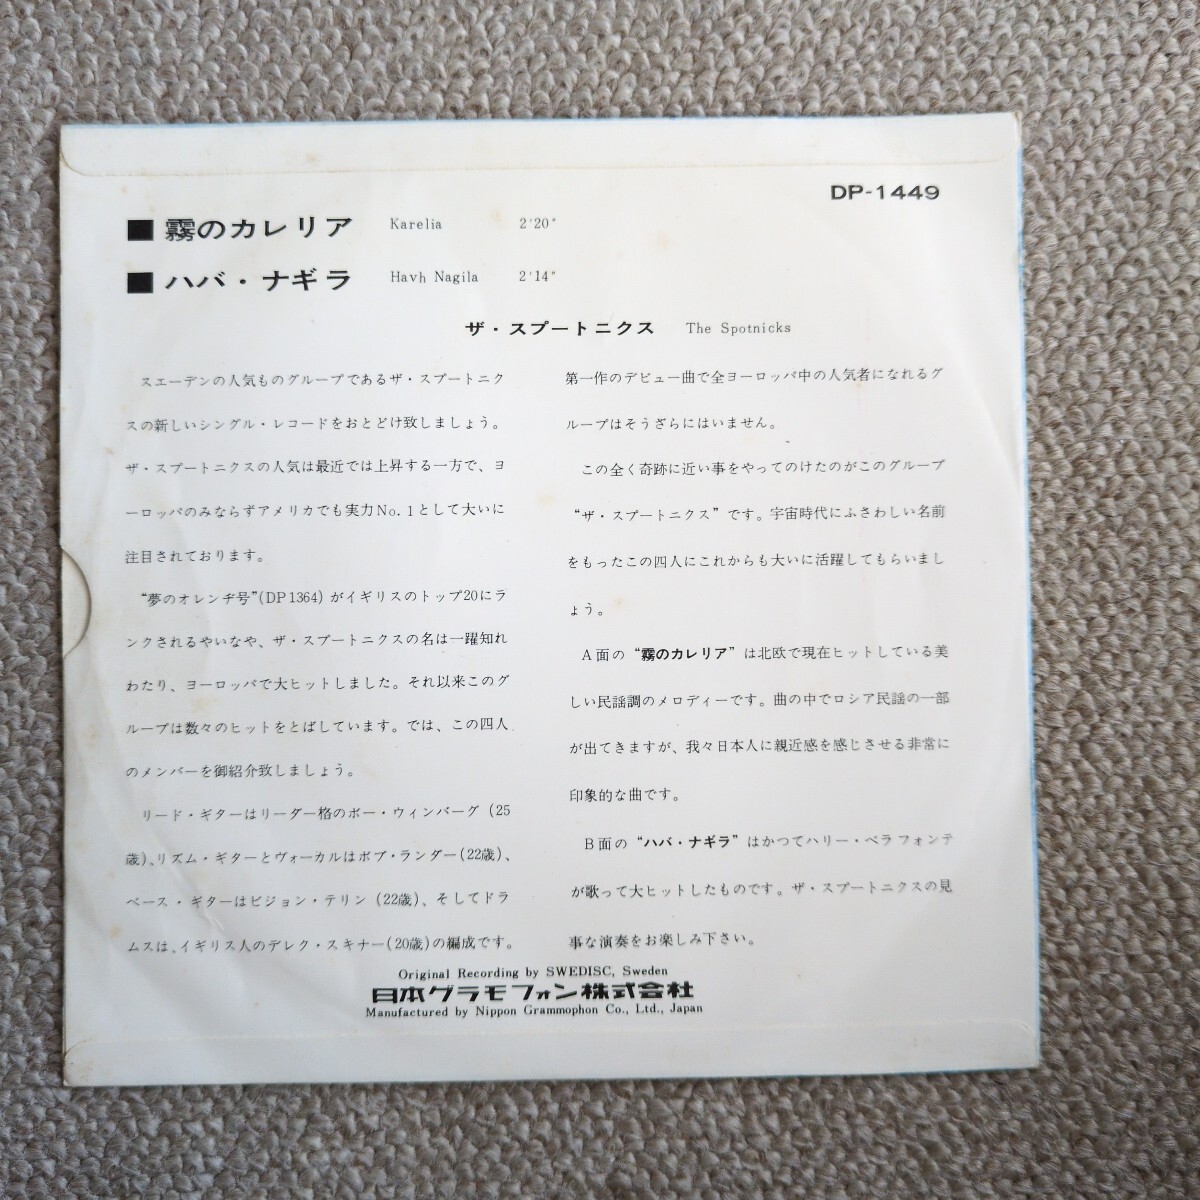 DP-1449
■ 霧のカレリア Karelia 2'20"
■ ハバ・ナギラ Havh Nagila 2'14"
ザ・スプートニクス The Spotnicks
スエーデンの人気ものグループであるザ・スプートニク
スの新しいシングル・レコードをおとどけ致しましょう。
ザ・スプートニクスの人気は最近では上昇する一方で、ヨ
ーロッパのみならずアメリカでも実力No.1として大いに
注目されております。
“夢のオレンヂ号”(DP1364) がイギリスのトップ20にラ
ンクされるやいなや、ザ・スプートニクスの名は一躍知れ
わたり、ヨーロッパで大ヒットしました。それ以来このグ
ループは数々のヒットをとばしています。では、この四人
のメンバーを御紹介致しましょう。
リード・ギターはリーダー格のボー・ウィンバーグ (25
歳)、リズム・ギターとヴォーカルはボブ・ランダー(22歳)、
ベース・ギターはビジョン・テリン (22歳)、そしてドラ
ムスは、イギリス人のデレク・スキナー(20歳)の編成です。
第一作のデビュー曲で全ヨーロッパ中の人気者になれるグ
ループはそうざらにはいません。
この全く奇跡に近い事をやってのけたのがこのグループ
“ザ・スプートニクス”です。宇宙時代にふさわしい名前
をもったこの四人にこれからも大いに活躍してもらいまし
ょう。
A面の“霧のカレリア”は北欧で現在ヒットしている美
しい民謡調のメロディーです。曲の中でロシア民謡の一部
が出てきますが、我々日本人に親近感を感じさせる非常に
印象的な曲です。
B面の“ハバ・ナギラ”はかつてハリー・ベラフォンテ
が歌って大ヒットしたものです。ザ・スプートニクスの見
事な演奏をお楽しみ下さい。
Original Recording by SWEDISC, Sweden
日本グラモフォン株式会社
Manufactured by Nippon Grammophon Co., Ltd., Japan